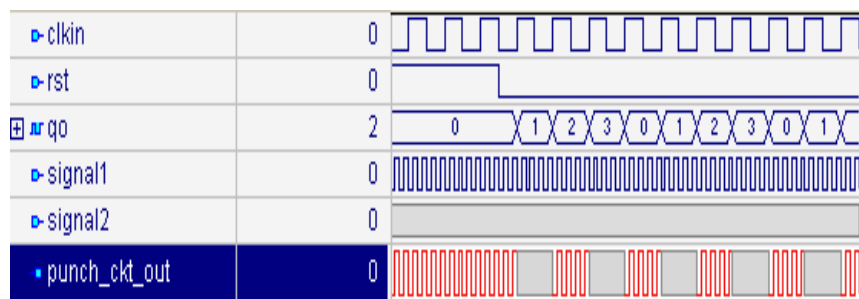 clkin 0
rst 0
qo 2 0 1 2 3 0 1 2 3 0 1
signal1 0
signal2 0
punch_ckt_out 0